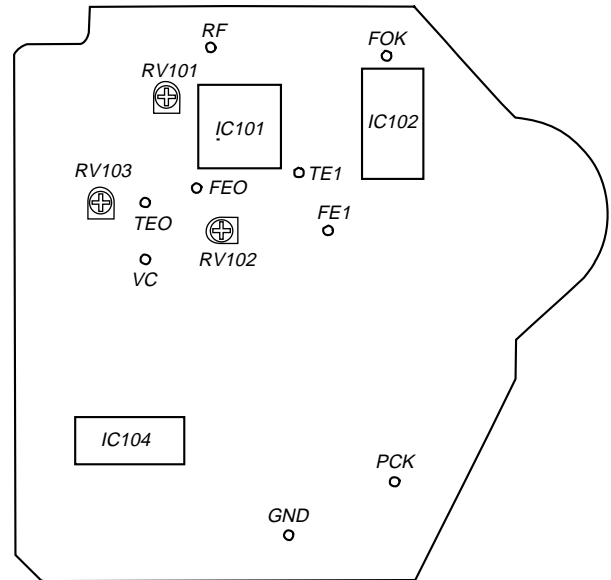 RF
FOK
RV101
IC101
IC102
RV103
TE1
FEO
TEO
FE1
RV102
VC
IC104
PCK
GND